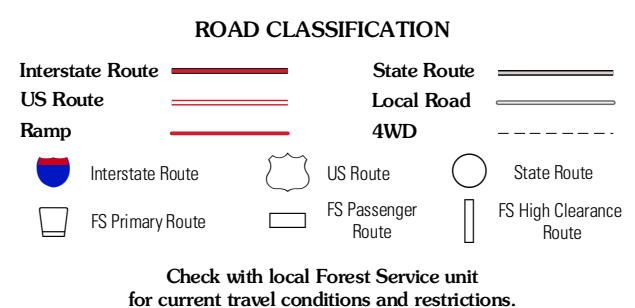 ROAD CLASSIFICATION
Interstate Route
State Route
US Route
Local Road
Ramp
4WD
Interstate Route
US Route
State Route
FS Primary Route
FS Passenger
Route
FS High Clearance
Route
Check with local Forest Service unit
for current travel conditions and restrictions.